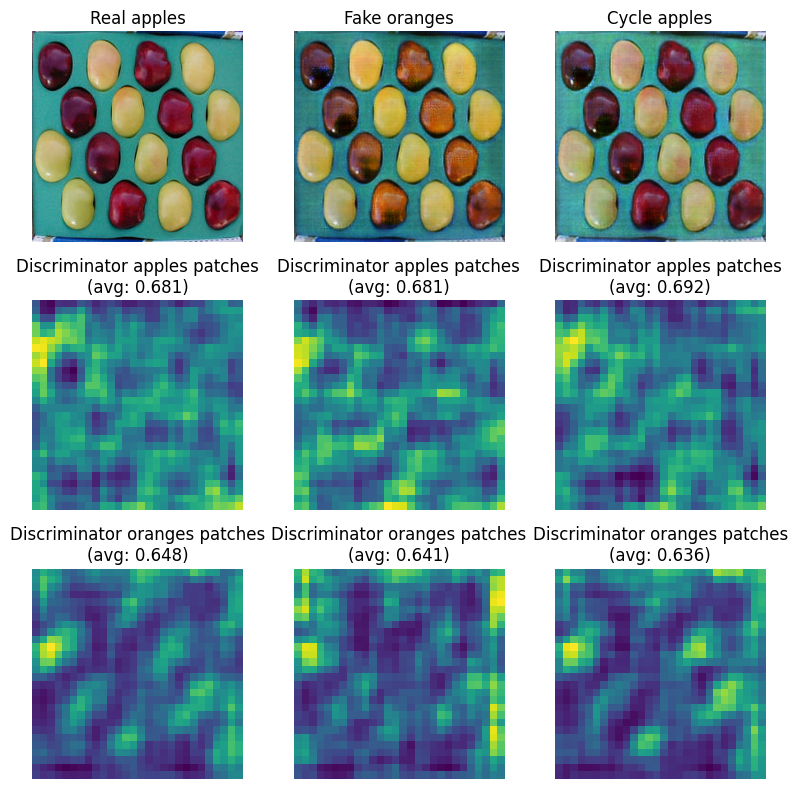 Real apples
Fake oranges
Cycle apples
Discriminator apples patches
(avg: 0.681)
Discriminator apples patches
(avg: 0.681)
Discriminator apples patches
(avg: 0.692)
Discriminator oranges patches
(avg: 0.648)
Discriminator oranges patches
(avg: 0.641)
Discriminator oranges patches
(avg: 0.636)